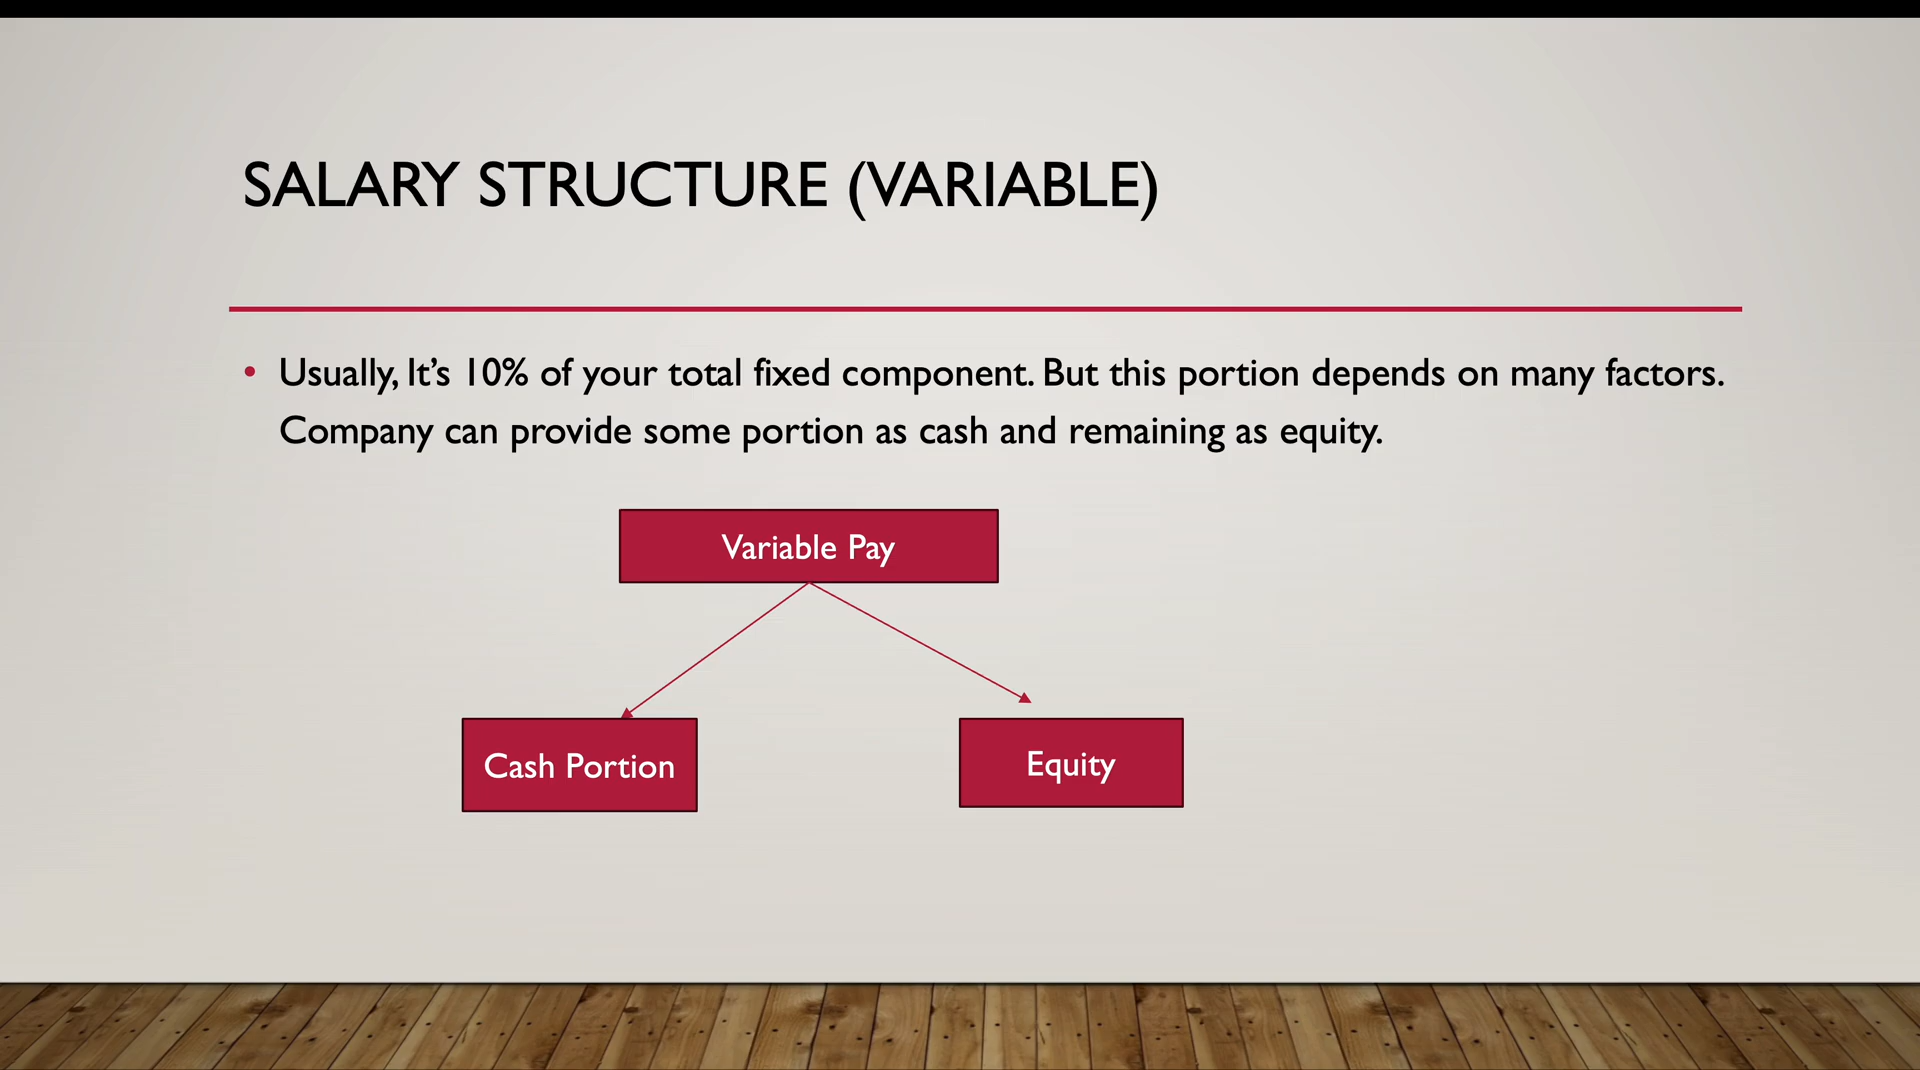 SALARY STRUCTURE (VARIABLE)
• Usually, It’s 10% of your total fixed component. But this portion depends on many factors.
Company can provide some portion as cash and remaining as equity.
Variable Pay
Cash Portion
Equity